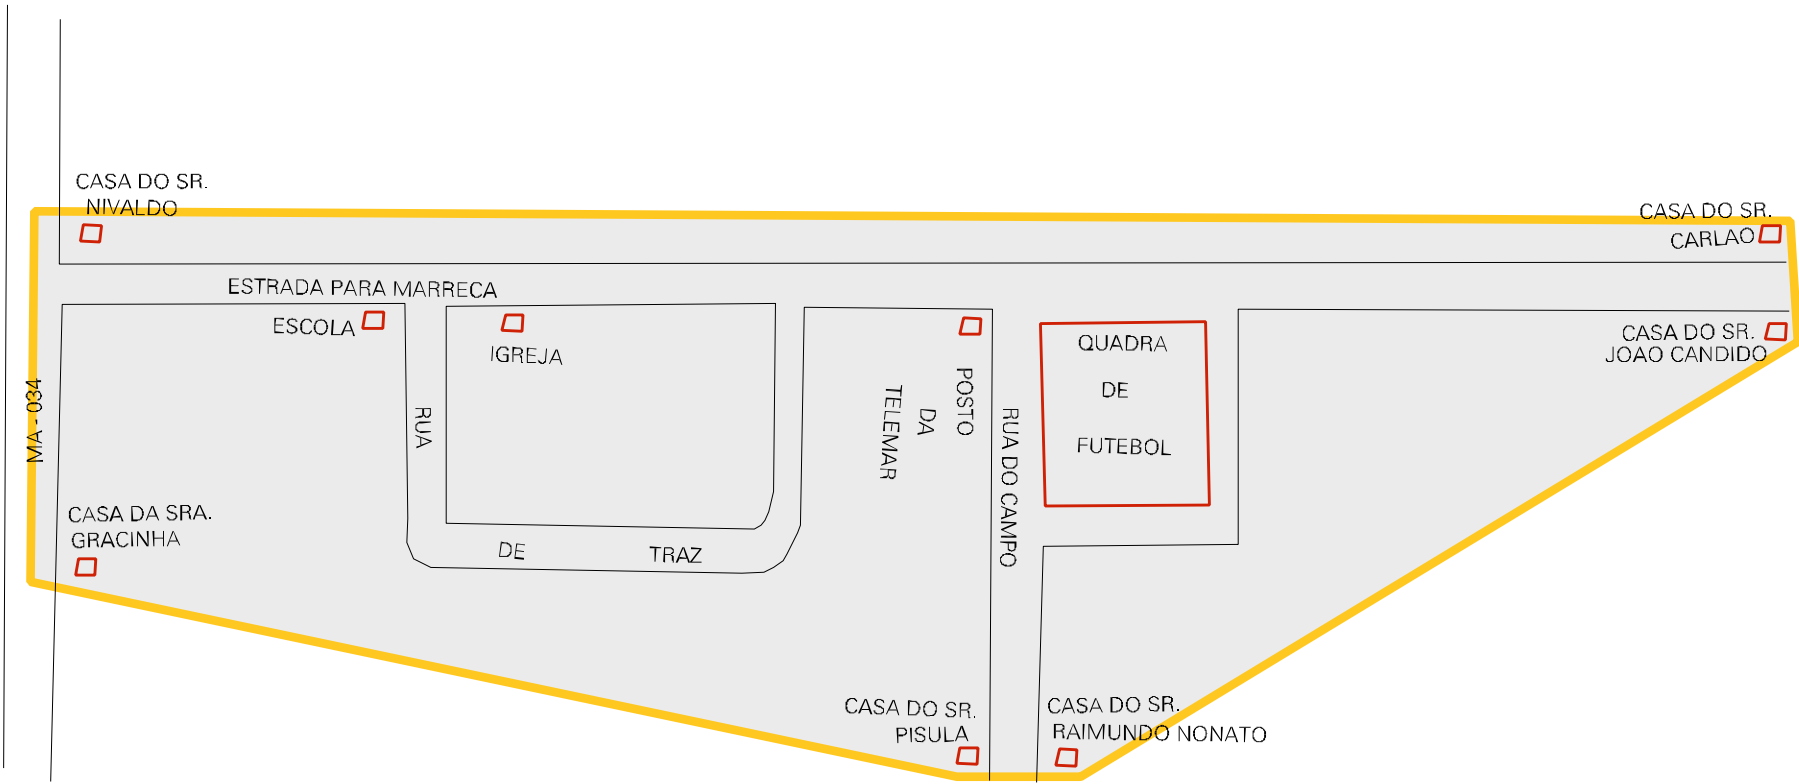 CASA DO SR.
NIVALDO
CASA DO SR.
CARLAO
ESTRADA PARA MARRECA
ESCOLA
IGREJA
QUADRA
DE
FUTEBOL
CASA DO SR.
JOAO CANDIDO
MA - 034
RUA
POSTO
DA
TELEMAR
RUA DO CAMPO
CASA DA SRA.
GRACINHA
DE
TRAZ
CASA DO SR.
PISULA
CASA DO SR.
RAIMUNDO NONATO